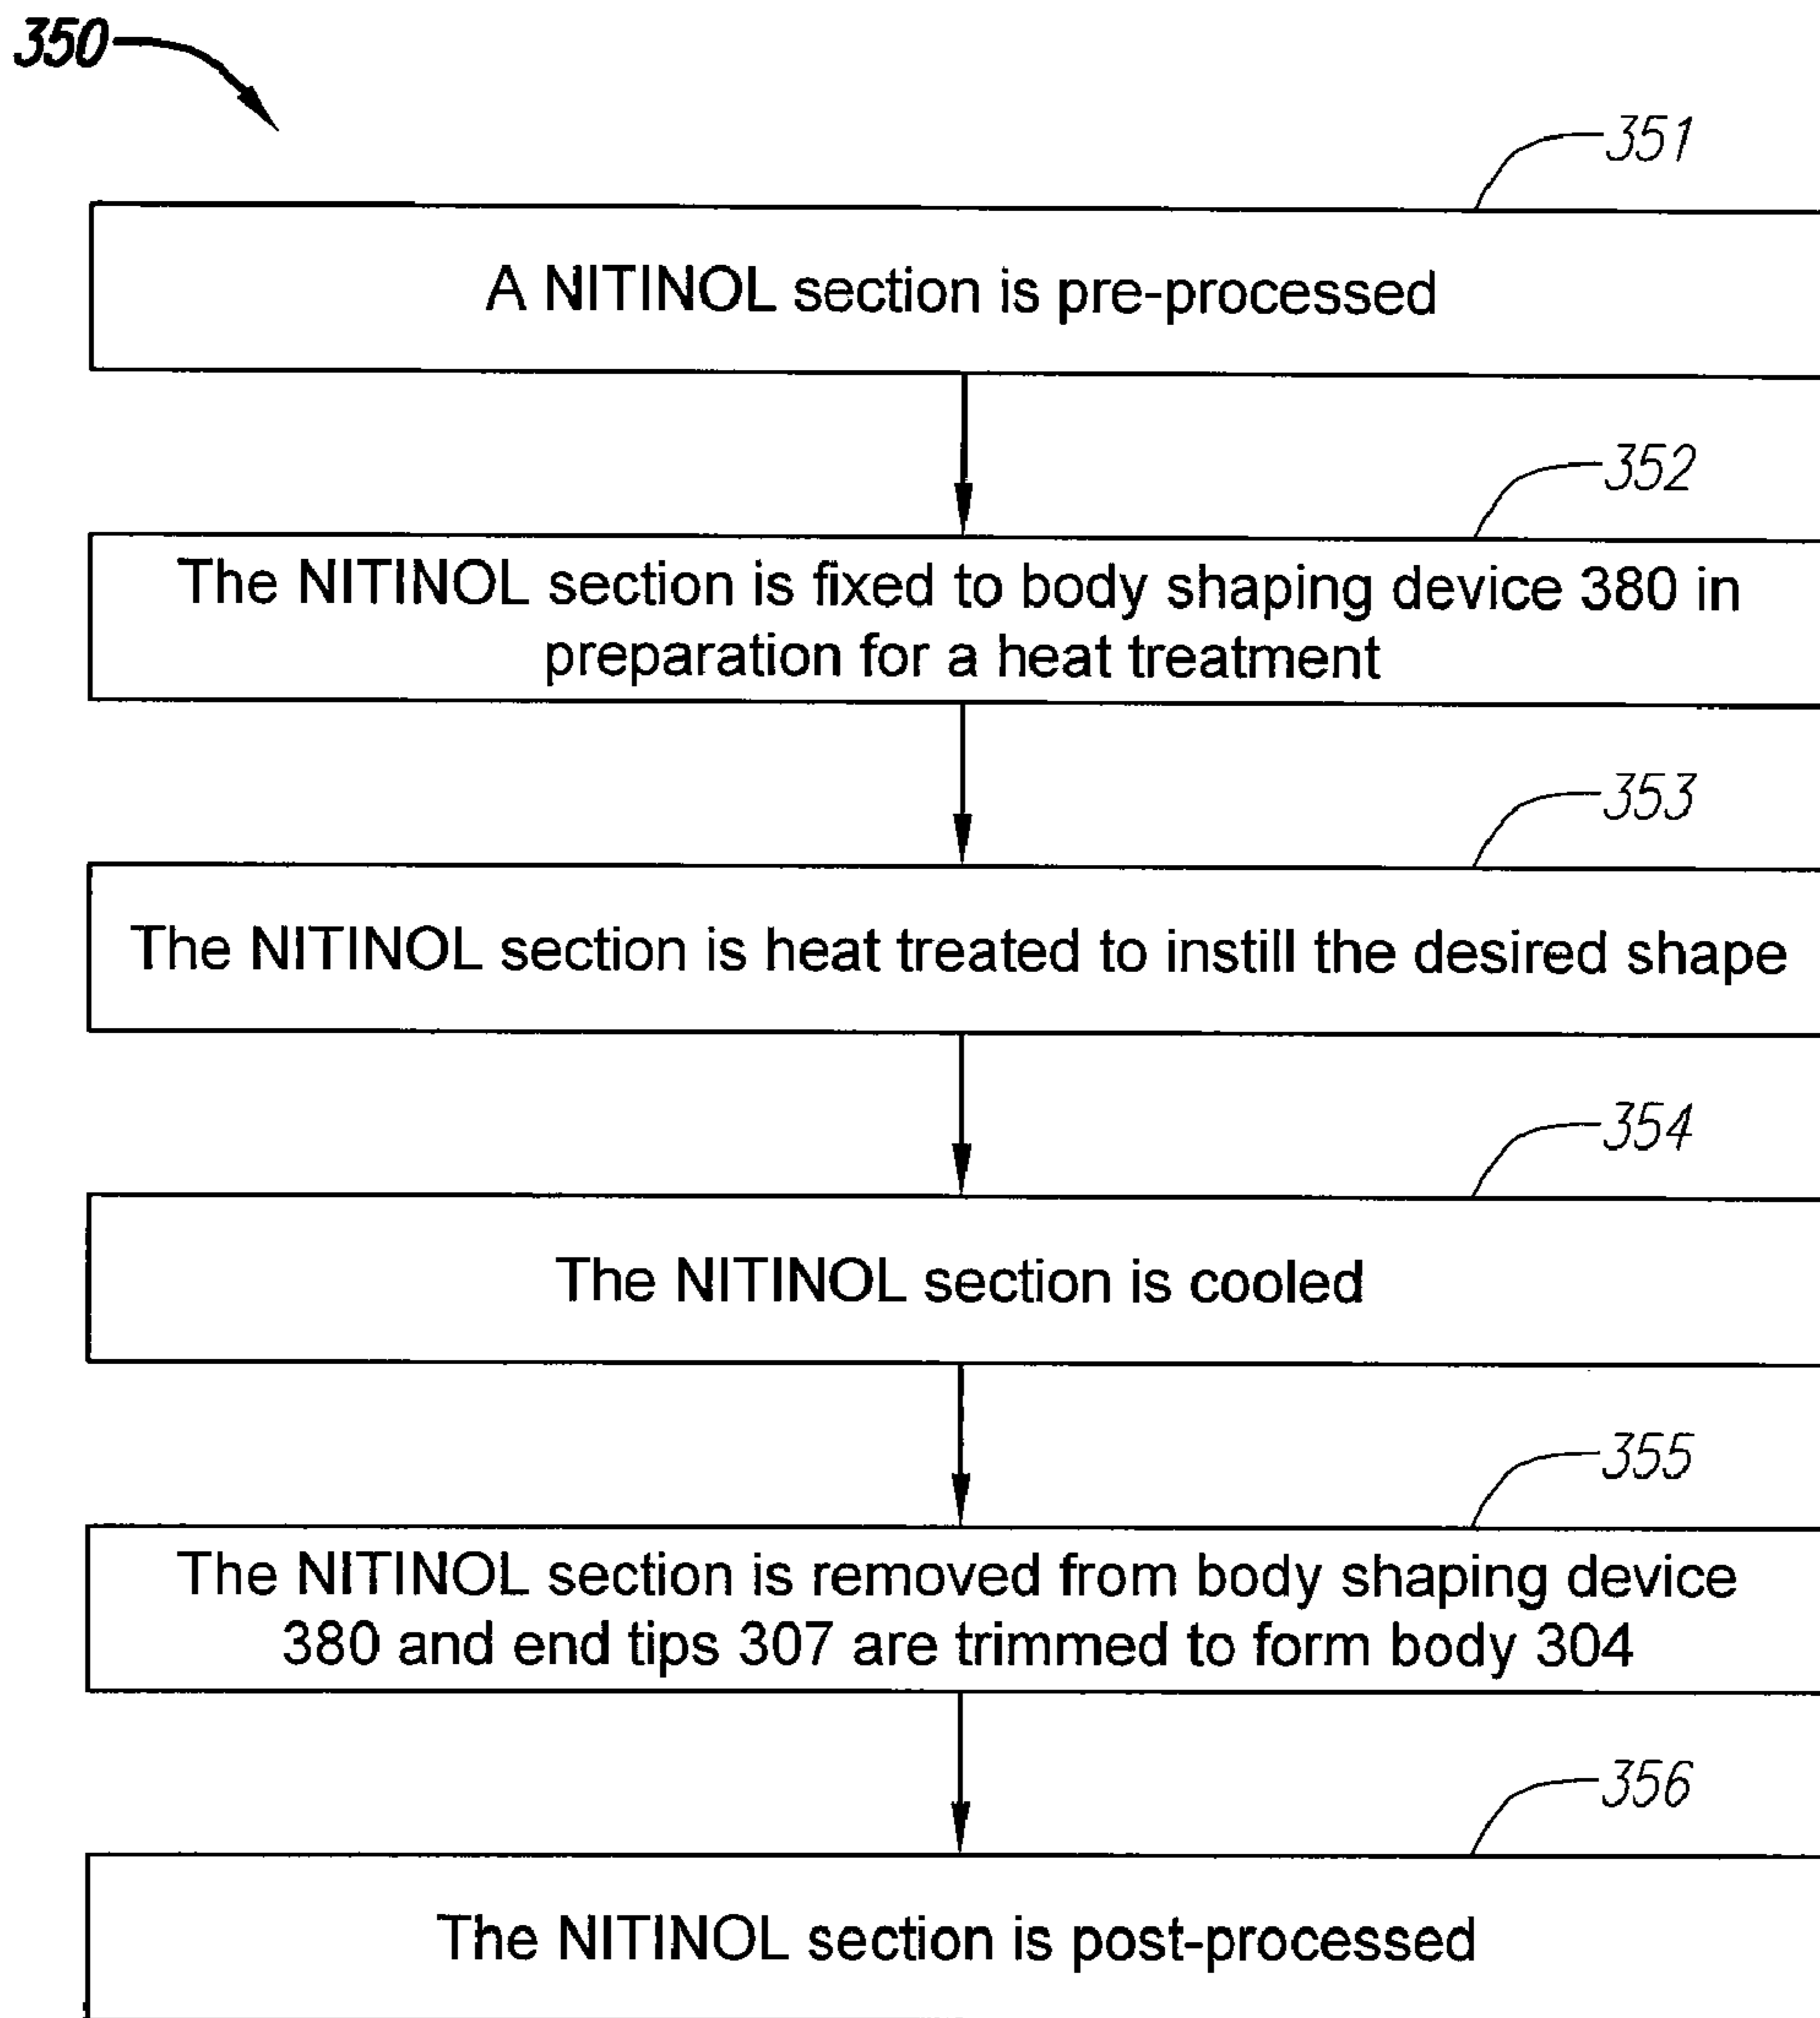 350
351
A NITINOL section is pre-processed
352
The NITINOL section is fixed to body shaping device 380 in
preparation for a heat treatment
353
The NITINOL section is heat treated to instill the desired shape
354
The NITINOL section is cooled
355
The NITINOL section is removed from body shaping device
380 and end tips 307 are trimmed to form body 304
356
The NITINOL section is post-processed